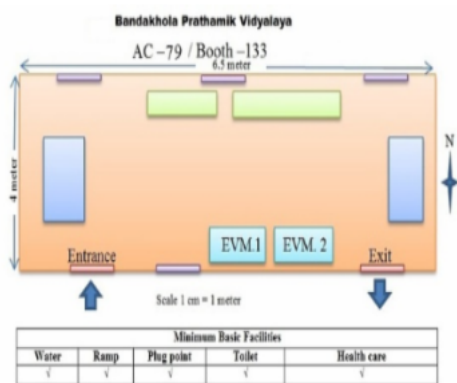 Bandakhola Prathamik Vidyalaya
AC –79 / Booth –133
6.5 meter
4 meter
N
EVM.1 EVM. 2
Entrance Exit
Scale 1 cm = 1 meter
Minimum Basic Facilities
Water Ramp Plug point Toilet Health care
√ √ √ √ √